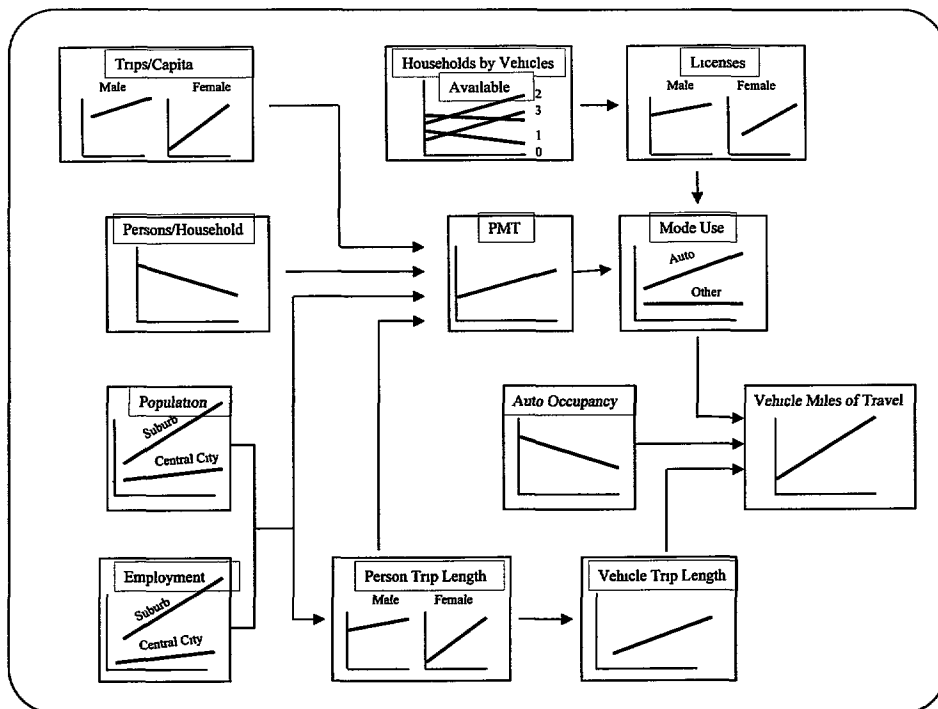 Trips/Capita
Male
Female
Households by Vehicles
Available
2
3
1
0
Licenses
Male
Female
Persons/Household
PMT
Mode Use
Auto
Other
Population
Suburb
Central City
Auto Occupancy
Vehicle Miles of Travel
Employment
Suburb
Central City
Person Trip Length
Male
Female
Vehicle Trip Length